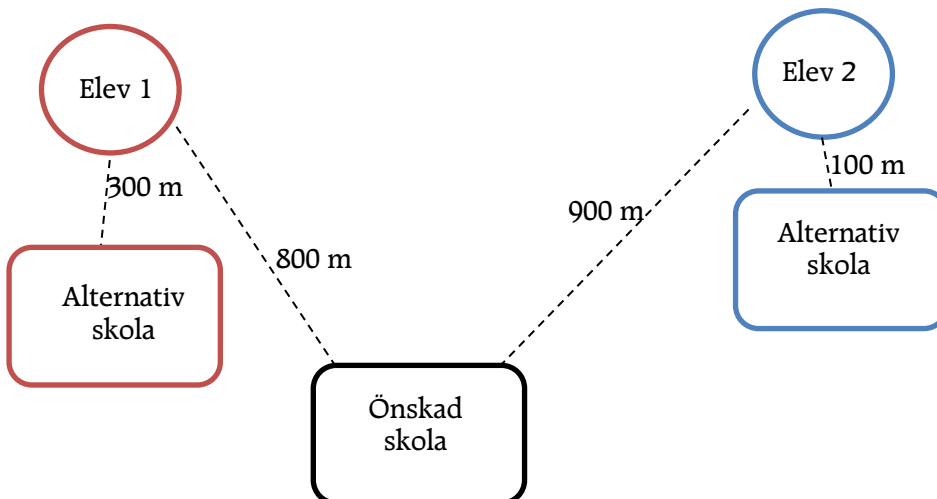 Elev 1
Elev 2
300 m
100 m
900 m
800 m
Alternativ
skola
Alternativ
skola
Önskad
skola